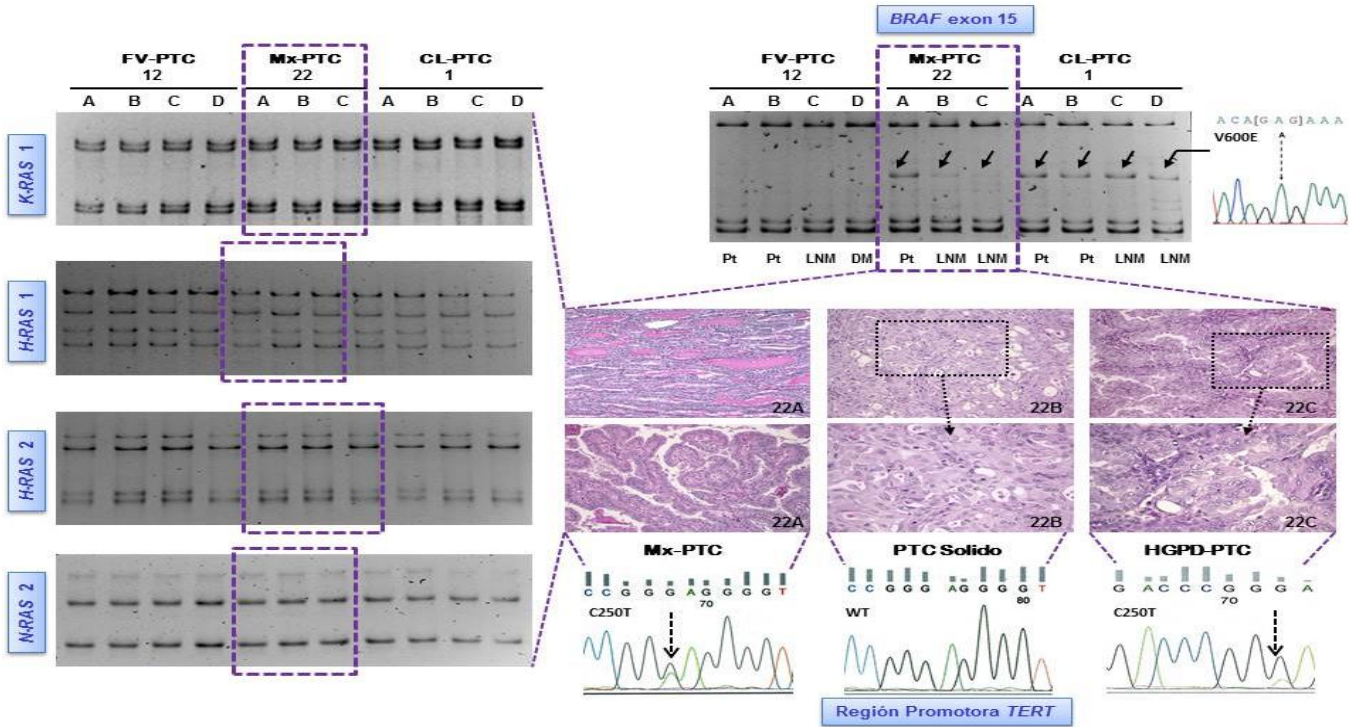 BRAF exon 15
FV-PTC Mx-PTC CL-PTC
12 22 1
A B C D A B C A B C D
K-RAS 1
H-RAS 1
H-RAS 2
N-RAS 2
FV-PTC Mx-PTC CL-PTC
12 22 1
A B C D A B C A B C D
Pt Pt LNM DM Pt LNM LNM Pt Pt LNM LNM
A C A [G A G] A A A
V600E
A
22A 22B 22C
22A 22B 22C
Mx-PTC PTC Solido HGPD-PTC
C C G G G A G G G G T
70
C250T
C C G G G A G G G G T
80
WT
G A C C C G G G A
70
C250T
Región Promotora TERT